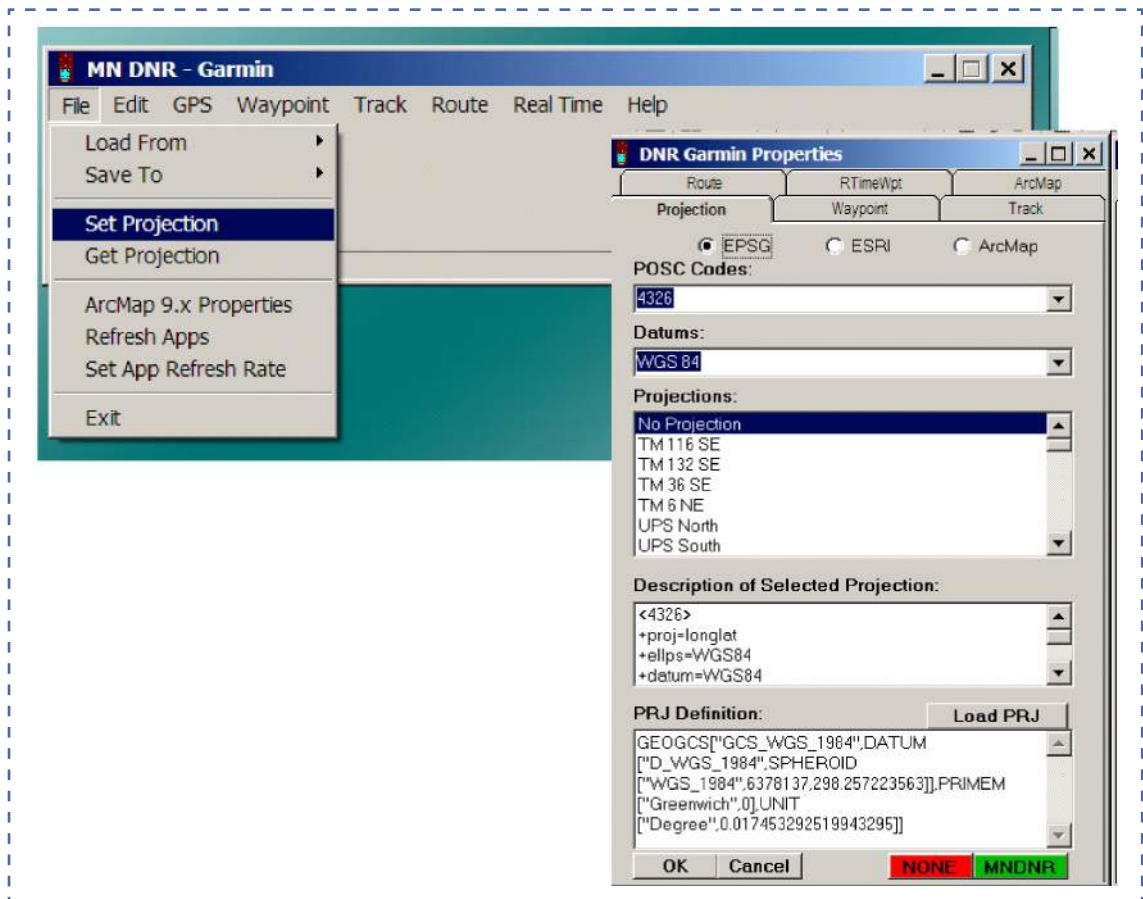 MN DNR - Garmin
File Edit GPS Waypoint Track Route Real Time Help
Load From
Save To
Set Projection
Get Projection
ArcMap 9.x Properties
Refresh Apps
Set App Refresh Rate
Exit
DNR Garmin Properties
Route RTimeWpt ArcMap
Projection Waypoint Track
EPSG ESRI ArcMap
POSC Codes:
4326
Datums:
WGS 84
Projections:
No Projection
TM 116 SE
TM 132 SE
TM 36 SE
TM 6 NE
UPS North
UPS South
Description of Selected Projection:
<4326>
+proj=longlat
+ellps=WGS84
+datum=WGS84
PRJ Definition:
Load PRJ
GEOGCS["GCS_WGS_1984",DATUM
["D_WGS_1984",SPHEROID
["WGS_1984",6378137,298.257223563]],PRIMEM
["Greenwich",0],UNIT
["Degree",0.017453292519943295]]
OK Cancel NONE MNDNR